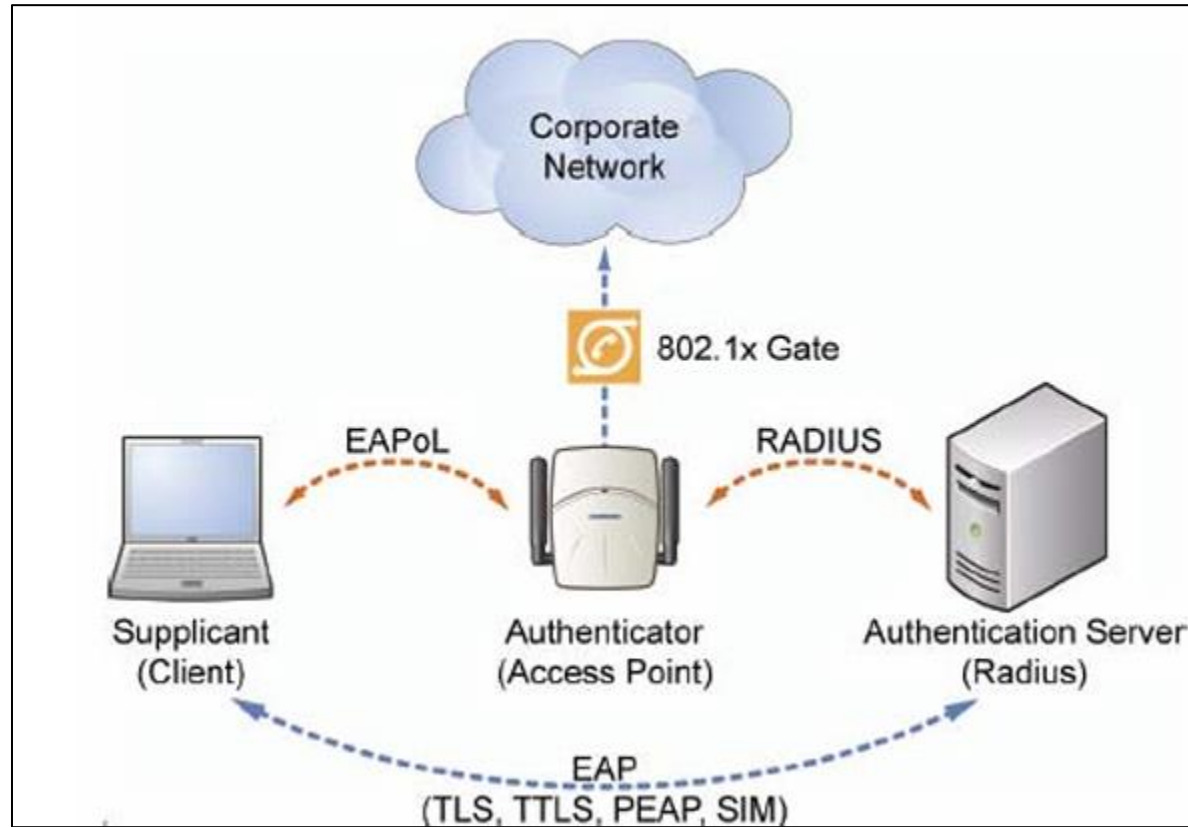 Corporate
Network
802.1x Gate
EAPoL
RADIUS
Supplicant
(Client)
Authenticator
(Access Point)
Authentication Server
(Radius)
EAP
(TLS, TTLS, PEAP, SIM)